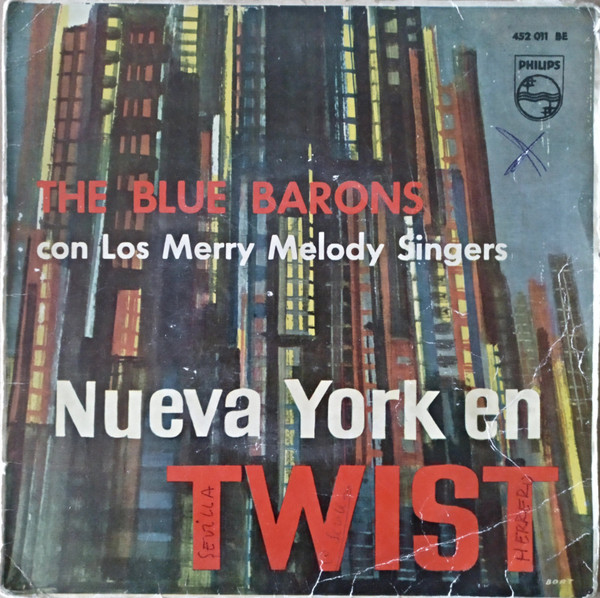 452 011 BE
PHILIPS
THE BLUE BARONS
con Los Merry Melody Singers
Nueva York en
TWIST
SEVILLA
HERRERO